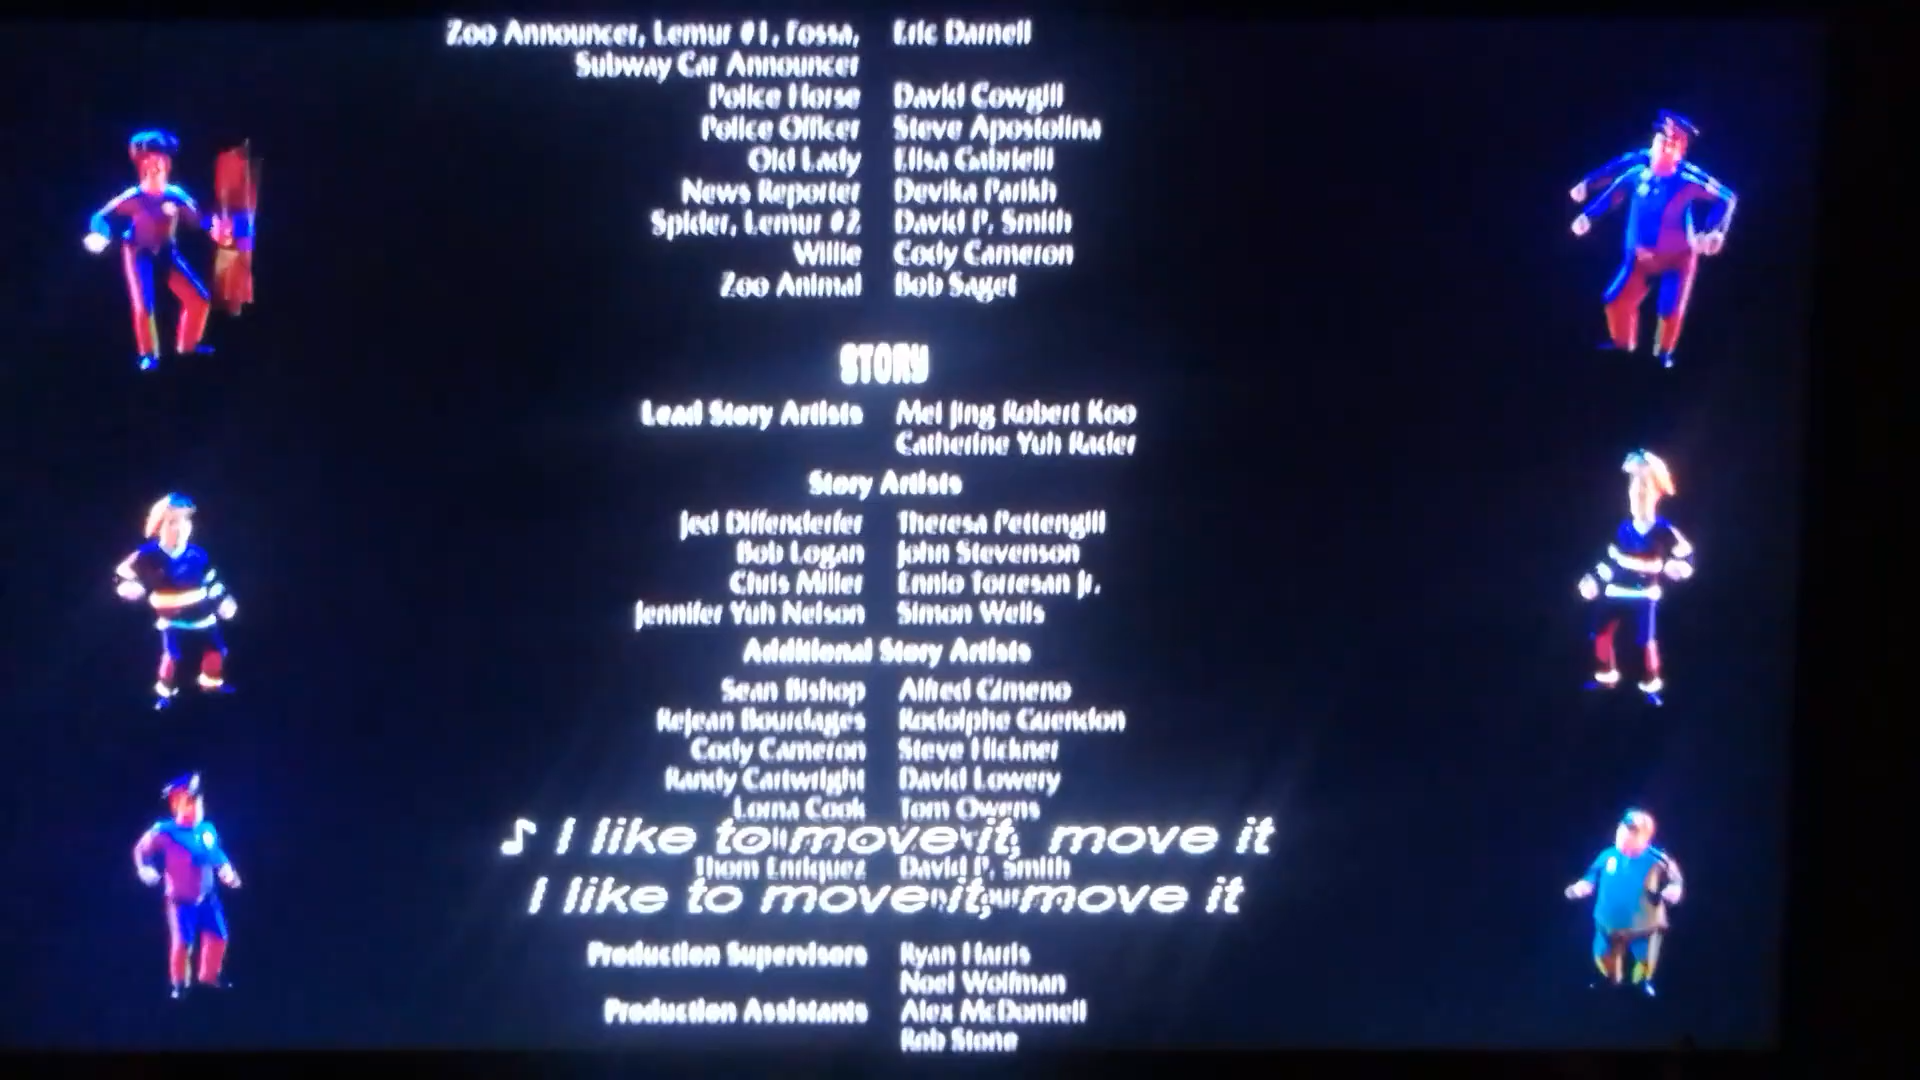 Zoo Announcer, Lemur #1, Fossa, Eric Darnell
Subway Car Announcer
Police Horse David Cowgill
Police Officer Steve Apostolina
Old Lady Elisa Gabrielli
News Reporter Devika Parikh
Spider, Lemur #2 David P. Smith
Willie Cody Cameron
Zoo Animal Bob Saget
STORY
Lead Story Artists Mei Jing Robert Koo
Catherine Yuh Rader
Story Artists
Jed Diffenderfer Theresa Pettengill
Bob Logan John Stevenson
Chris Miller Ennio Torresan Jr.
Jennifer Yuh Nelson Simon Wells
Additional Story Artists
Sean Bishop Alfred Gimeno
Rejean Bourdages Rodolphe Guenoden
Cody Cameron Steve Hickner
Randy Cartwright David Lowery
Lorna Cook Tom Owens
♪ I like to move it, move it
Thom Enriquez David P. Smith
I like to move it, move it
Production Supervisors Ryan Harris
Noel Wolfman
Production Assistants Alex McDonnell
Rob Stone